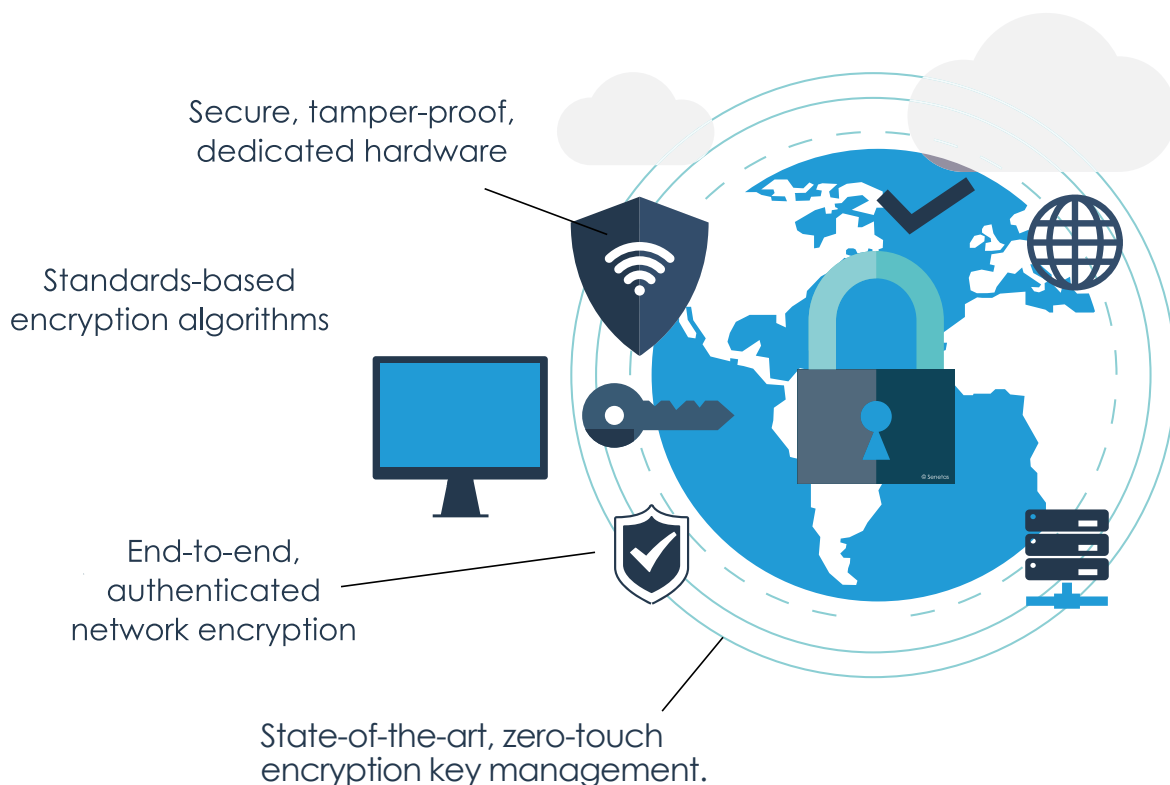 Secure, tamper-proof,
dedicated hardware
Standards-based
encryption algorithms
End-to-end,
authenticated
network encryption
State-of-the-art, zero-touch
encryption key management.
© Senetas